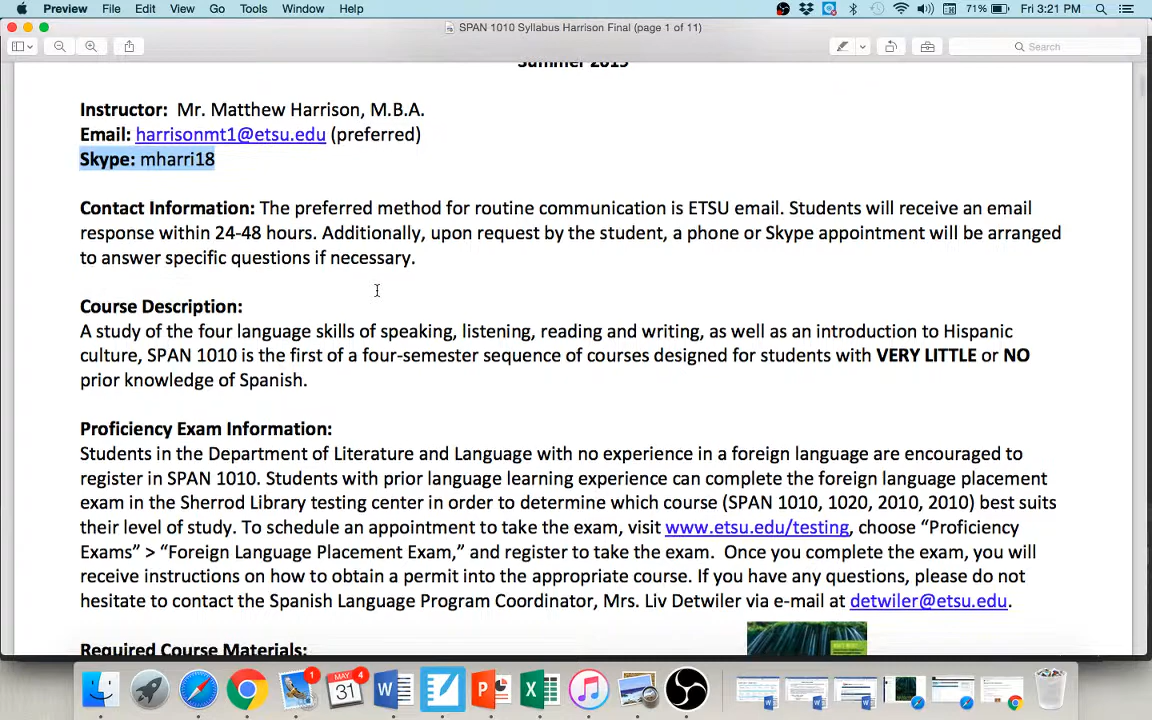 Preview File Edit View Go Tools Window Help 71% Fri 3:21 PM
SPAN 1010 Syllabus Harrison Final (page 1 of 11)
Search
Summer 2015
Instructor: Mr. Matthew Harrison, M.B.A.
Email: harrisonmt1@etsu.edu (preferred)
Skype: mharri18
Contact Information: The preferred method for routine communication is ETSU email. Students will receive an email
response within 24-48 hours. Additionally, upon request by the student, a phone or Skype appointment will be arranged
to answer specific questions if necessary.
Course Description:
A study of the four language skills of speaking, listening, reading and writing, as well as an introduction to Hispanic
culture, SPAN 1010 is the first of a four-semester sequence of courses designed for students with VERY LITTLE or NO
prior knowledge of Spanish.
Proficiency Exam Information:
Students in the Department of Literature and Language with no experience in a foreign language are encouraged to
register in SPAN 1010. Students with prior language learning experience can complete the foreign language placement
exam in the Sherrod Library testing center in order to determine which course (SPAN 1010, 1020, 2010, 2010) best suits
their level of study. To schedule an appointment to take the exam, visit www.etsu.edu/testing, choose “Proficiency
Exams” > “Foreign Language Placement Exam,” and register to take the exam. Once you complete the exam, you will
receive instructions on how to obtain a permit into the appropriate course. If you have any questions, please do not
hesitate to contact the Spanish Language Program Coordinator, Mrs. Liv Detwiler via e-mail at detwiler@etsu.edu.
Required Course Materials:
1
MAY
4
31
W
P
X